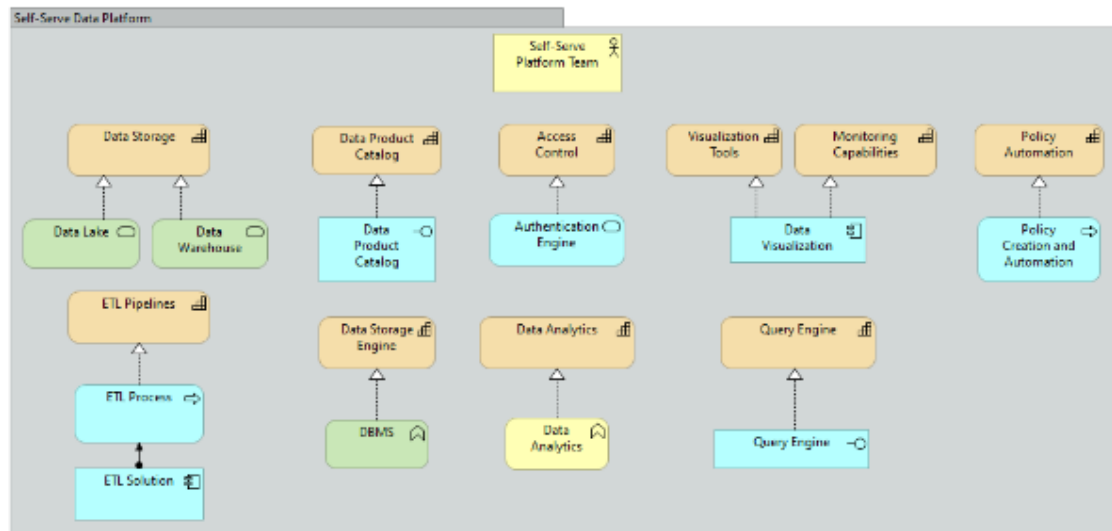 Self-Serve Data Platform
Self-Serve
Platform Team
Data Storage
Data Product
Catalog
Access
Control
Visualization
Tools
Monitoring
Capabilities
Policy
Automation
Data Lake
Data
Warehouse
Data
Product
Catalog
Authentication
Engine
Data
Visualization
Policy
Creation and
Automation
ETL Pipelines
Data Storage
Engine
Data Analytics
Query Engine
ETL Process
DBMS
Data
Analytics
Query Engine
ETL Solution